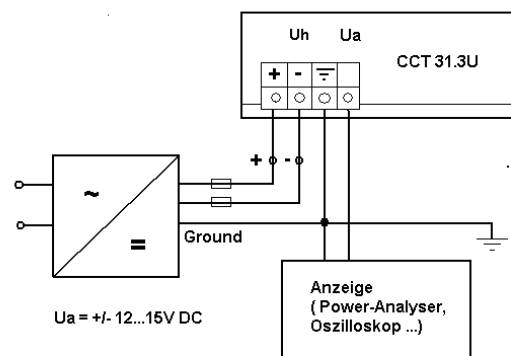 Uh Ua
CCT 31.3U
+ -
+ -
~
=
Ground
Anzeige
( Power-Analyser,
Oszilloskop ...)
Ua = +/- 12...15V DC